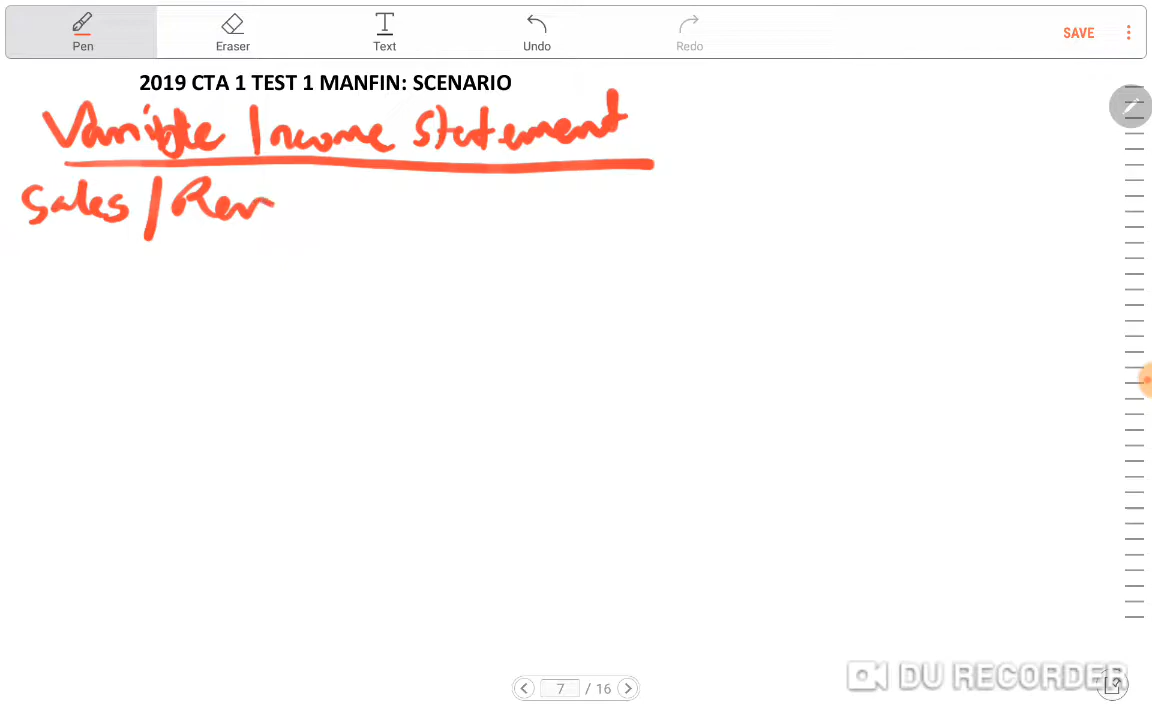 Pen
Eraser
Text
Undo
Redo
SAVE
2019 CTA 1 TEST 1 MANFIN: SCENARIO
Variable Income Statement
Sales / Rev
7 / 16
DU RECORDER